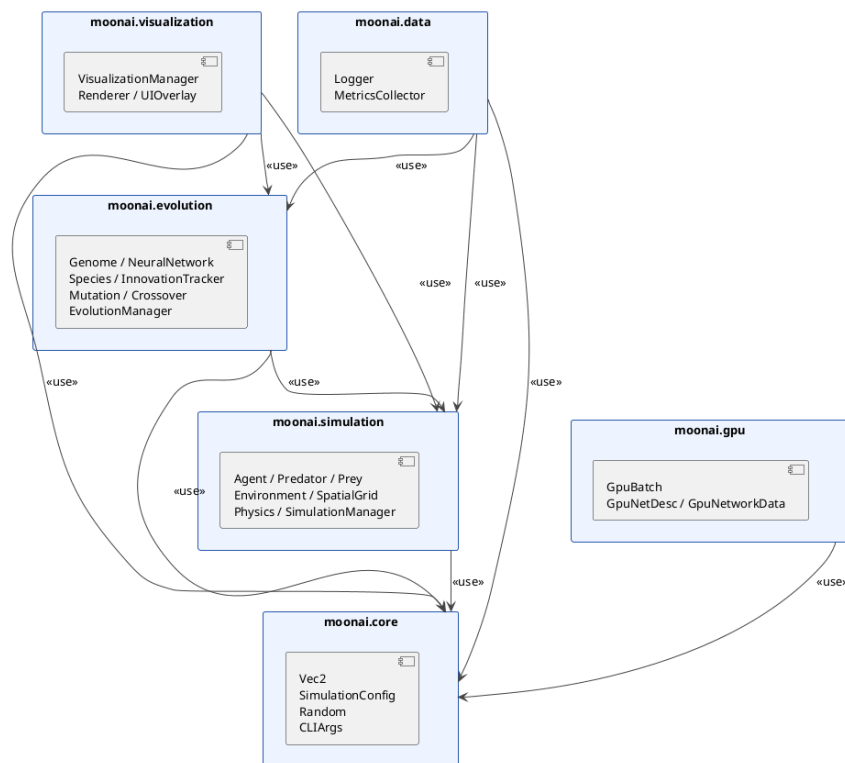 moonai.visualization
VisualizationManager
Renderer / UIOverlay
moonai.data
Logger
MetricsCollector
«use»
«use»
moonai.evolution
Genome / NeuralNetwork
Species / InnovationTracker
Mutation / Crossover
EvolutionManager
«use»
«use»
«use»
«use»
«use»
moonai.simulation
Agent / Predator / Prey
Environment / SpatialGrid
Physics / SimulationManager
moonai.gpu
GpuBatch
GpuNetDesc / GpuNetworkData
«use»
«use»
«use»
moonai.core
Vec2
SimulationConfig
Random
CLIArgs